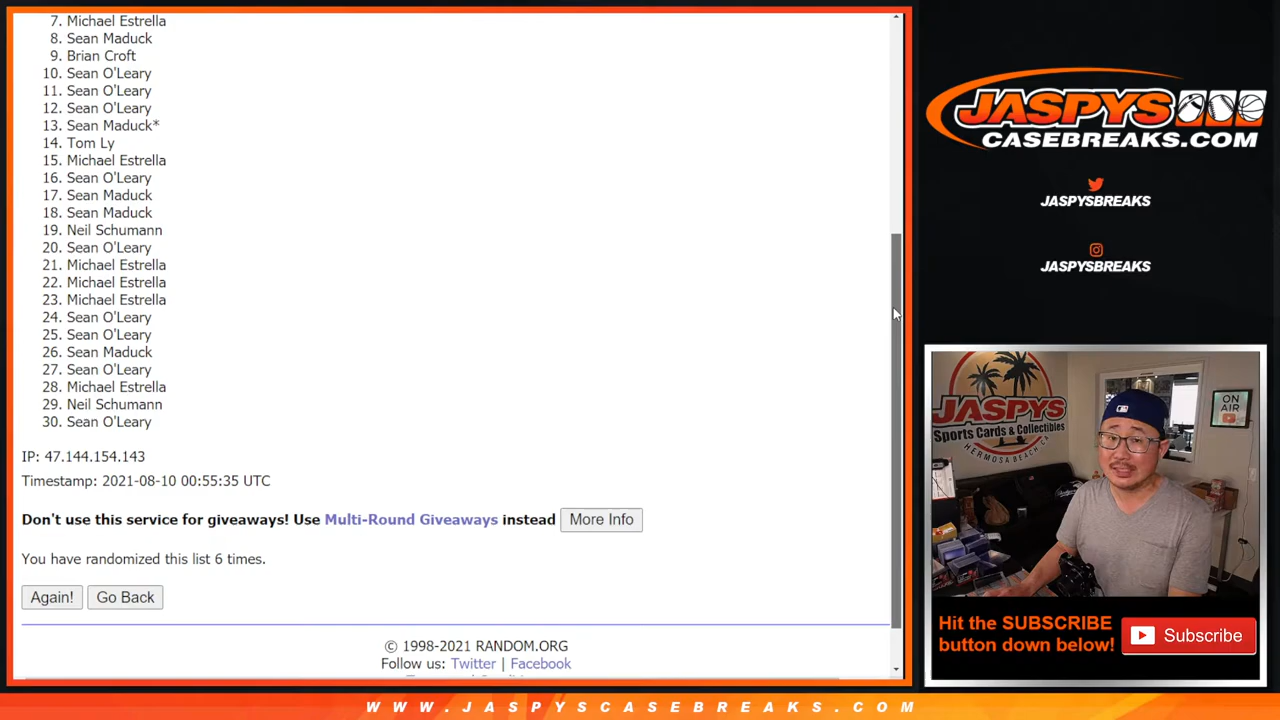 7. Michael Estrella
8. Sean Maduck
9. Brian Croft
10. Sean O'Leary
11. Sean O'Leary
12. Sean O'Leary
13. Sean Maduck*
14. Tom Ly
15. Michael Estrella
16. Sean O'Leary
17. Sean Maduck
18. Sean Maduck
19. Neil Schumann
20. Sean O'Leary
21. Michael Estrella
22. Michael Estrella
23. Michael Estrella
24. Sean O'Leary
25. Sean O'Leary
26. Sean Maduck
27. Sean O'Leary
28. Michael Estrella
29. Neil Schumann
30. Sean O'Leary
IP: 47.144.154.143
Timestamp: 2021-08-10 00:55:35 UTC
Don't use this service for giveaways! Use Multi-Round Giveaways instead More Info
You have randomized this list 6 times.
Again! Go Back
© 1998-2021 RANDOM.ORG
Follow us: Twitter | Facebook
JASPYS
CASEBREAKS.COM
JASPYSBREAKS
JASPYSBREAKS
JASPYS
Sports Cards & Collectibles
HERMOSA BEACH CA
ON
AIR
Hit the SUBSCRIBE
button down below!
Subscribe
WWW.JASPYSCASEBREAKS.COM